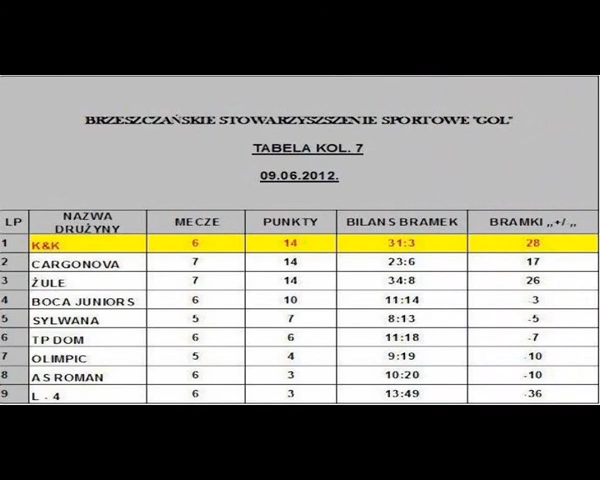 BRZESZCZAŃSKIE STOWARZYSZSZENIE SPORTOWE "GOL"
TABELA KOL. 7
09.06.2012.
LP NAZWA DRUŻYNY MECZE PUNKTY BILANS BRAMEK BRAMKI „+/ „
1 K&K 6 14 31:3 28
2 CARGONOVA 7 14 23:6 17
3 ŻULE 7 14 34:8 26
4 BOCA JUNIORS 6 10 11:14 -3
5 SYLWANA 5 7 8:13 -5
6 TP DOM 6 6 11:18 -7
7 OLIMPIC 5 4 9:19 -10
8 AS ROMAN 6 3 10:20 -10
9 L - 4 6 3 13:49 -36